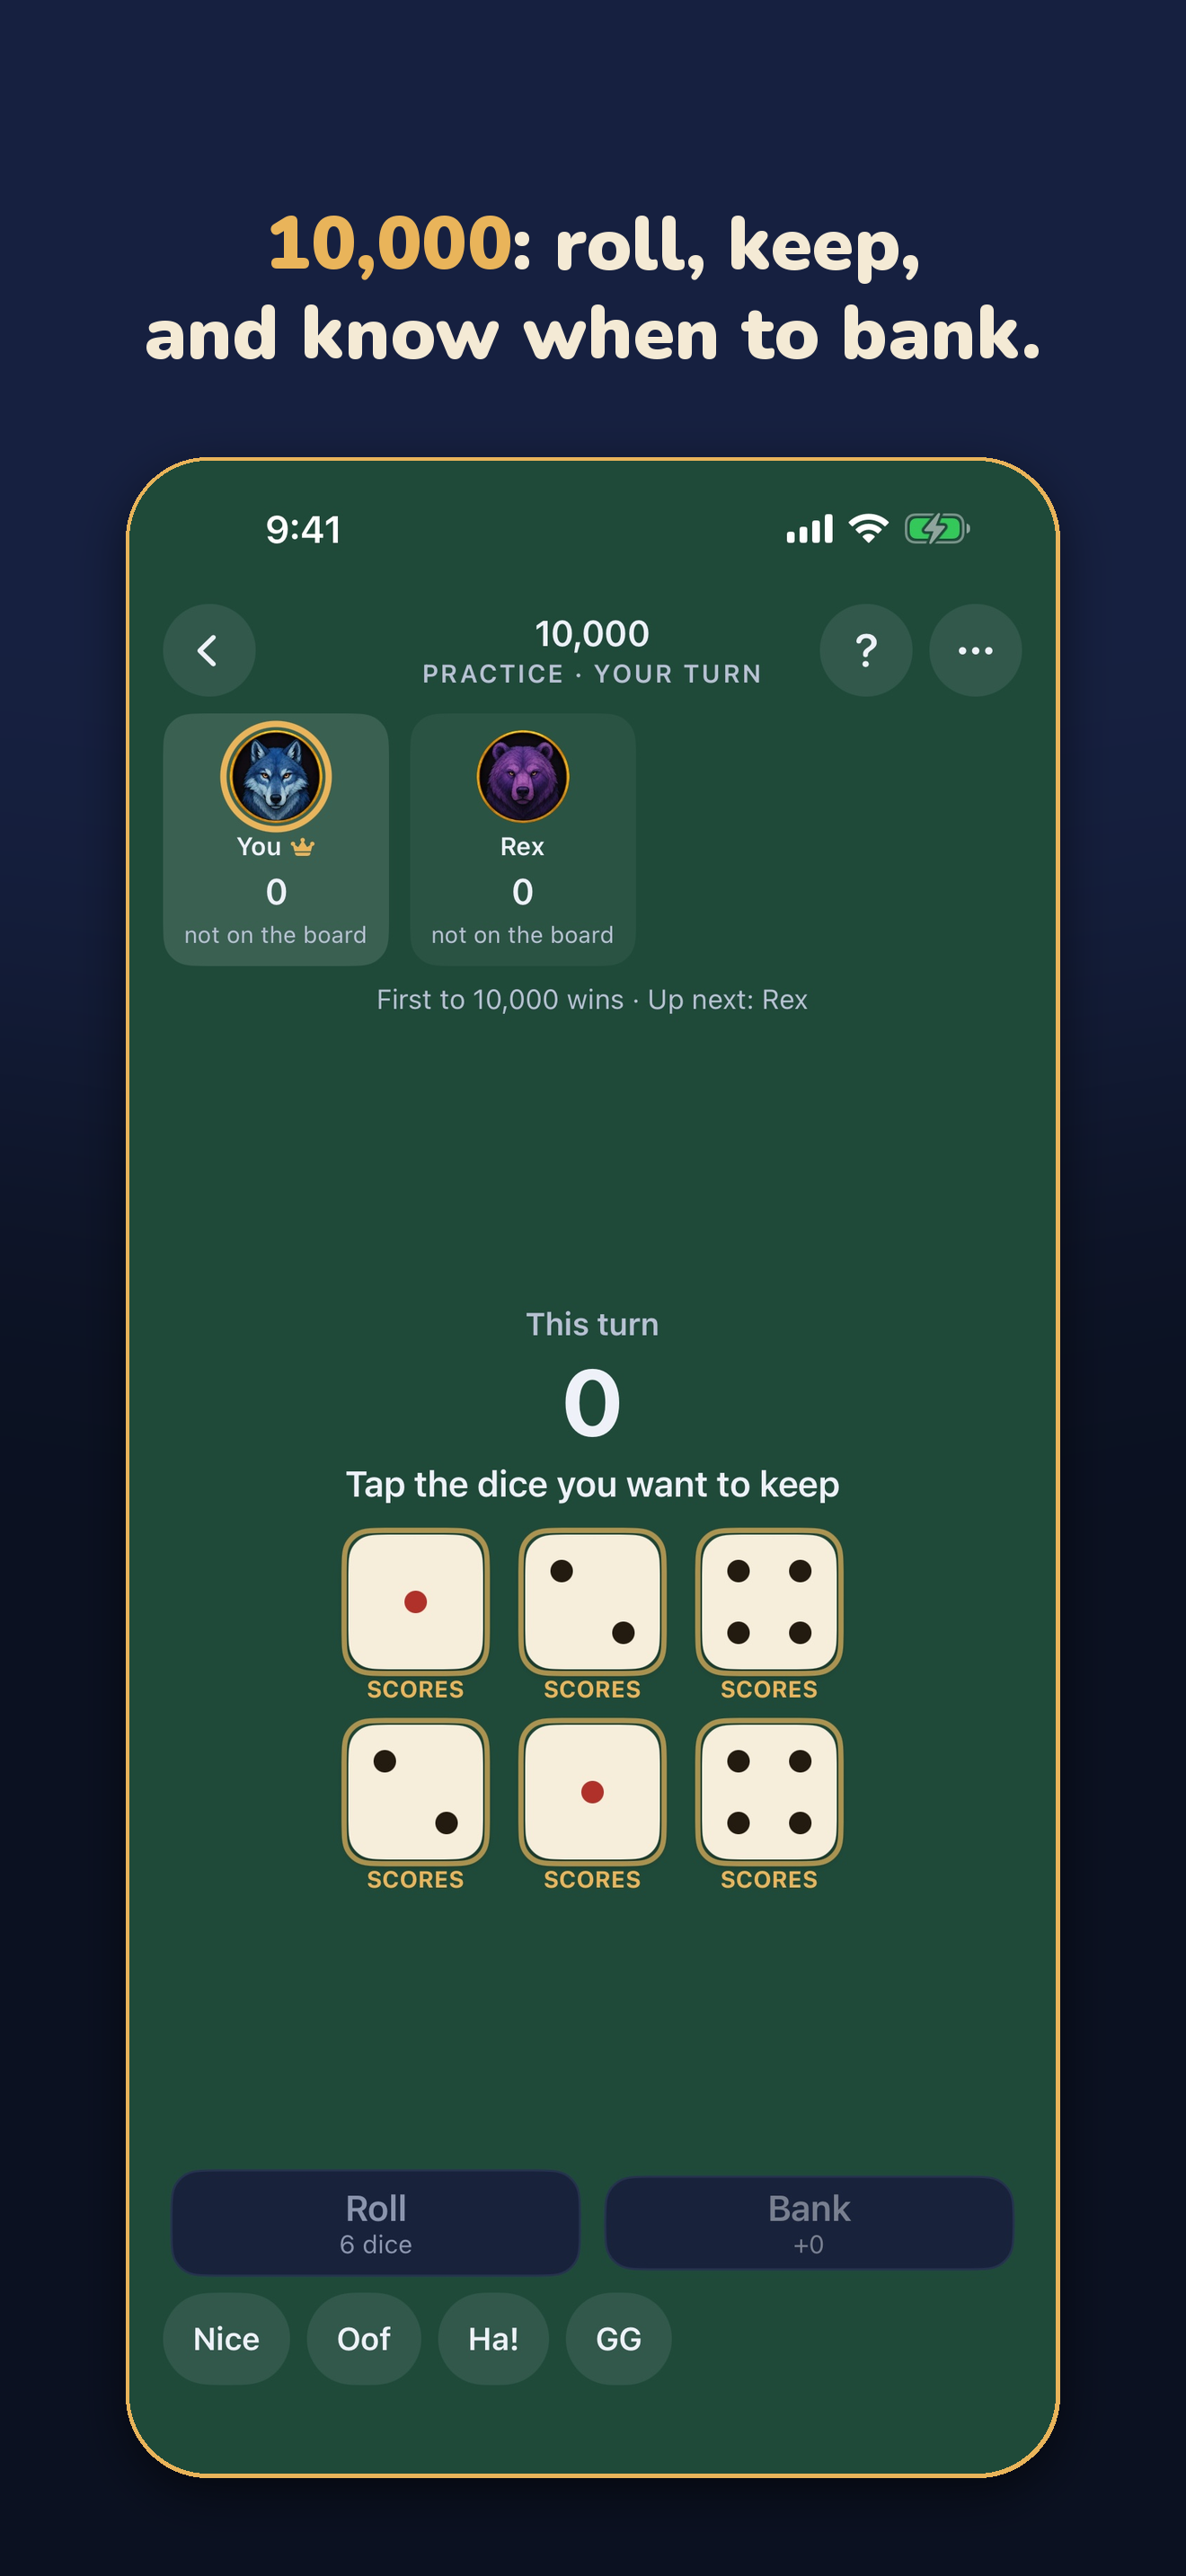 10,000: roll, keep,
and know when to bank.
9:41
10,000
PRACTICE · YOUR TURN
?
You
Rex
0
0
not on the board
not on the board
First to 10,000 wins · Up next: Rex
This turn
0
Tap the dice you want to keep
SCORES SCORES SCORES
SCORES SCORES SCORES
Roll
6 dice
Bank
+0
Nice Oof Ha! GG